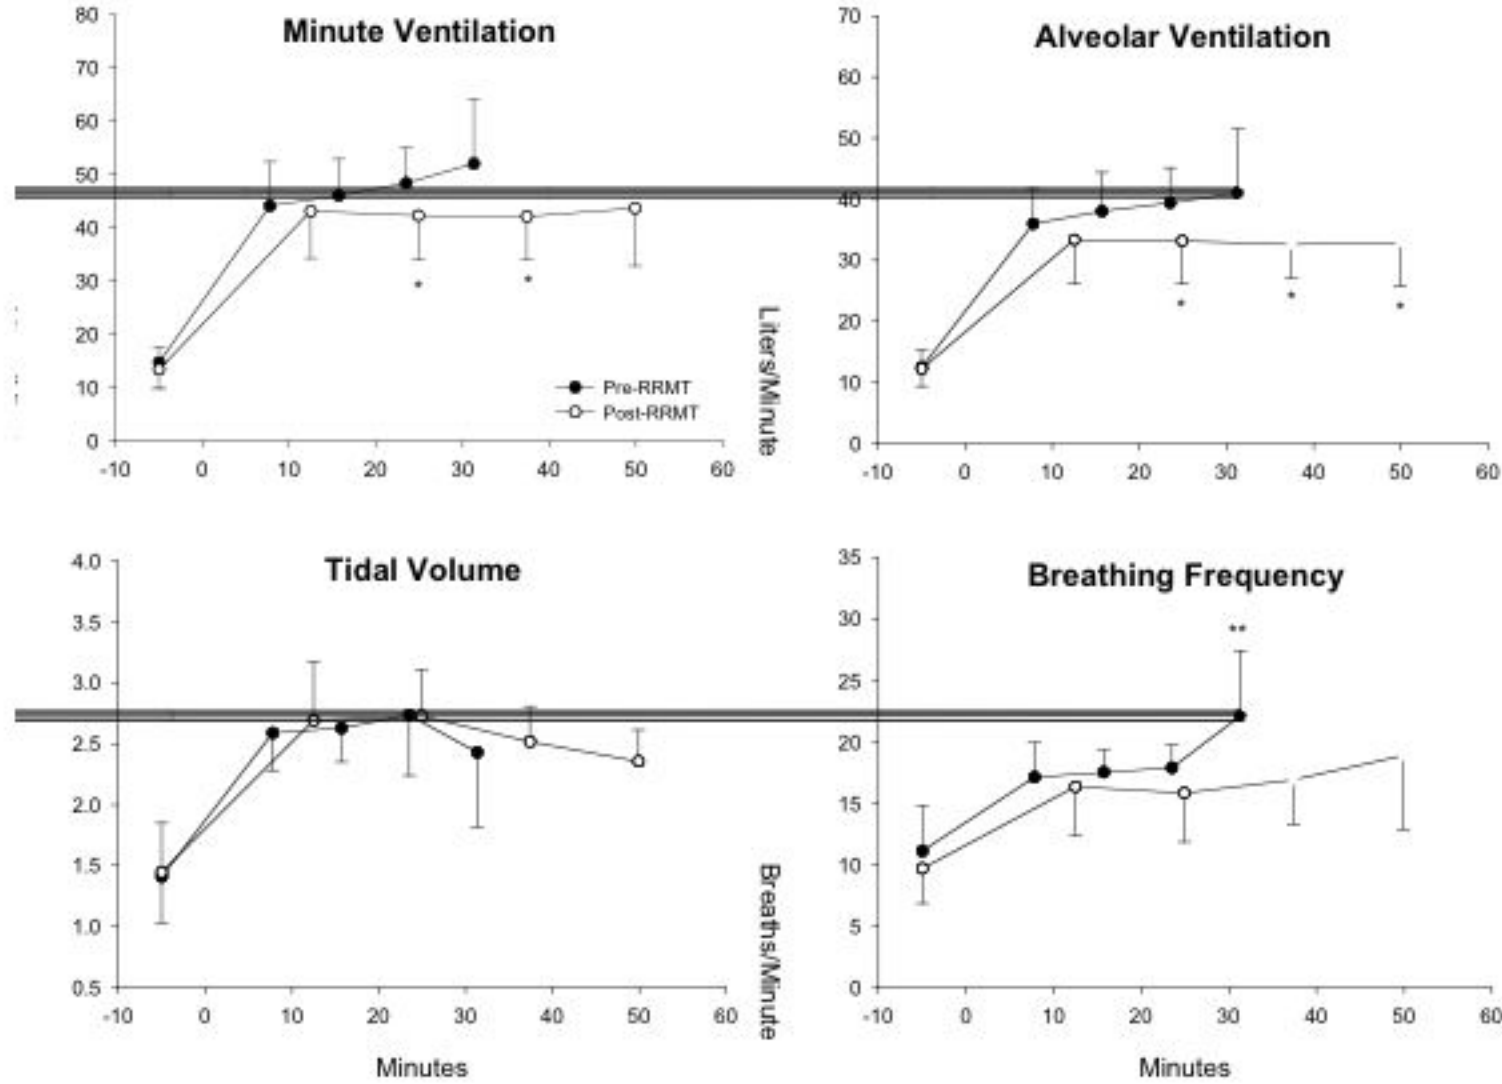 Minute Ventilation
80
70
60
50
40
30
20
10
0
-10 0 10 20 30 40 50 60
* *
Pre-RRMT
Post-RRMT
Alveolar Ventilation
Liters/Minute
70
60
50
40
30
20
10
0
-10 0 10 20 30 40 50 60
* * *
Tidal Volume
4.0
3.5
3.0
2.5
2.0
1.5
1.0
0.5
-10 0 10 20 30 40 50 60
Minutes
Breathing Frequency
**
Breaths/Minute
35
30
25
20
15
10
5
0
-10 0 10 20 30 40 50 60
Minutes